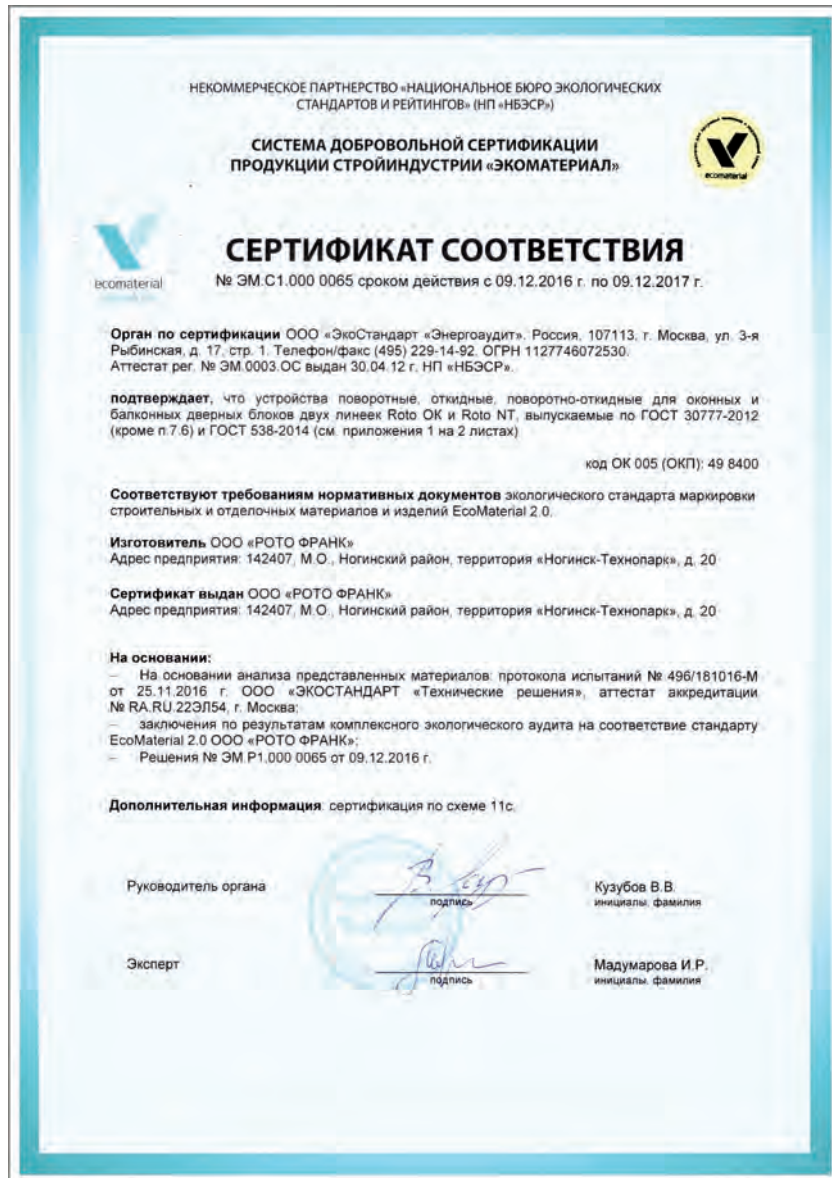 НЕКОММЕРЧЕСКОЕ ПАРТНЕРСТВО «НАЦИОНАЛЬНОЕ БЮРО ЭКОЛОГИЧЕСКИХ
СТАНДАРТОВ И РЕЙТИНГОВ» (НП «НБЭСР»)
СИСТЕМА ДОБРОВОЛЬНОЙ СЕРТИФИКАЦИИ
ПРОДУКЦИИ СТРОЙИНДУСТРИИ «ЭКОМАТЕРИАЛ»
ecomaterial
ecomaterial
СЕРТИФИКАТ СООТВЕТСТВИЯ
№ ЭМ.С1.000 0065 сроком действия с 09.12.2016 г. по 09.12.2017 г.
Орган по сертификации ООО «ЭкоСтандарт «Энергоаудит». Россия, 107113, г. Москва, ул. 3-я
Рыбинская, д. 17, стр. 1. Телефон/факс (495) 229-14-92. ОГРН 1127746072530.
Аттестат рег. № ЭМ.0003.ОС выдан 30.04.12 г. НП «НБЭСР».
подтверждает, что устройства поворотные, откидные, поворотно-откидные для оконных и
балконных дверных блоков двух линеек Roto OK и Roto NT, выпускаемые по ГОСТ 30777-2012
(кроме п.7.6) и ГОСТ 538-2014 (см. приложения 1 на 2 листах)
код ОК 005 (ОКП): 49 8400
Соответствуют требованиям нормативных документов экологического стандарта маркировки
строительных и отделочных материалов и изделий EcoMaterial 2.0.
Изготовитель ООО «РОТО ФРАНК»
Адрес предприятия: 142407, М.О., Ногинский район, территория «Ногинск-Технопарк», д. 20
Сертификат выдан ООО «РОТО ФРАНК»
Адрес предприятия: 142407, М.О., Ногинский район, территория «Ногинск-Технопарк», д. 20
На основании:
– На основании анализа представленных материалов: протокола испытаний № 496/181016-М
от 25.11.2016 г. ООО «ЭКОСТАНДАРТ «Технические решения», аттестат аккредитации
№ RA.RU.22ЭЛ54, г. Москва;
– заключения по результатам комплексного экологического аудита на соответствие стандарту
EcoMaterial 2.0 ООО «РОТО ФРАНК»;
– Решения № ЭМ.Р1.000 0065 от 09.12.2016 г.
Дополнительная информация: сертификация по схеме 11с.
Руководитель органа
подпись
Кузубов В.В.
инициалы, фамилия
Эксперт
подпись
Мадумарова И.Р.
инициалы, фамилия